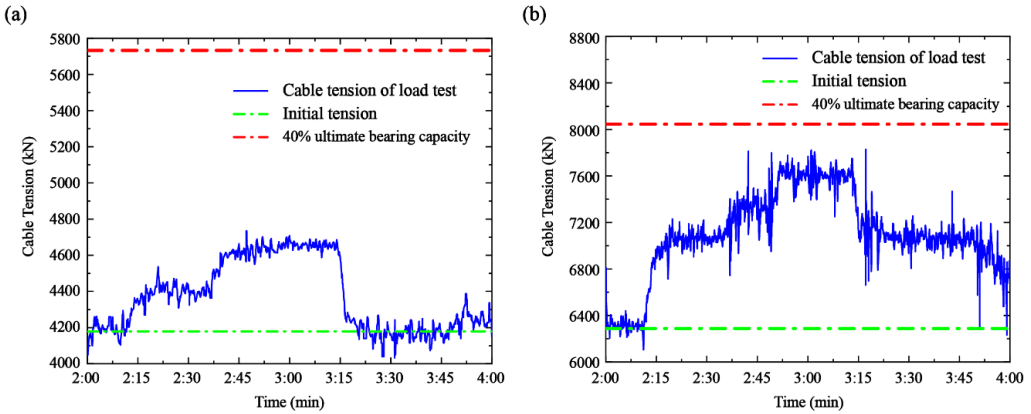 (a)
5800
5600
5400
5200
5000
4800
4600
4400
4200
4000
Cable Tension (kN)
Cable tension of load test
Initial tension
40% ultimate bearing capacity
2:00 2:15 2:30 2:45 3:00 3:15 3:30 3:45 4:00
Time (min)
(b)
8800
8400
8000
7600
7200
6800
6400
6000
Cable Tension (kN)
Cable tension of load test
Initial tension
40% ultimate bearing capacity
2:00 2:15 2:30 2:45 3:00 3:15 3:30 3:45 4:00
Time (min)